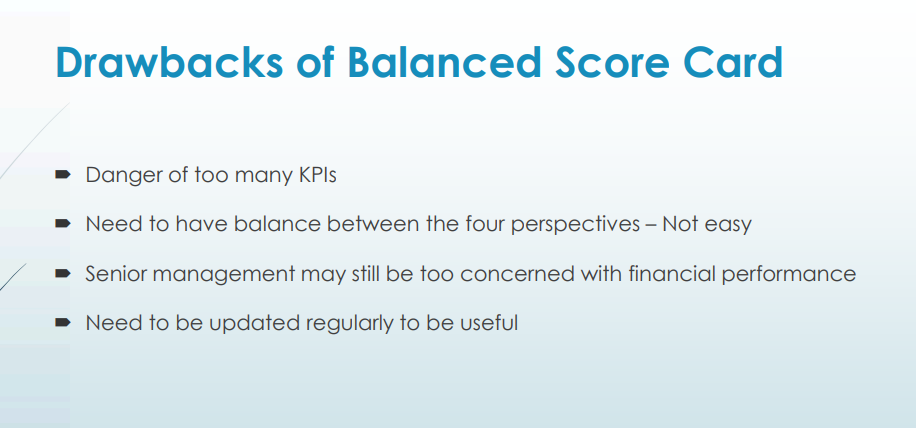 Drawbacks of Balanced Score Card
Danger of too many KPIs
Need to have balance between the four perspectives – Not easy
Senior management may still be too concerned with financial performance
Need to be updated regularly to be useful